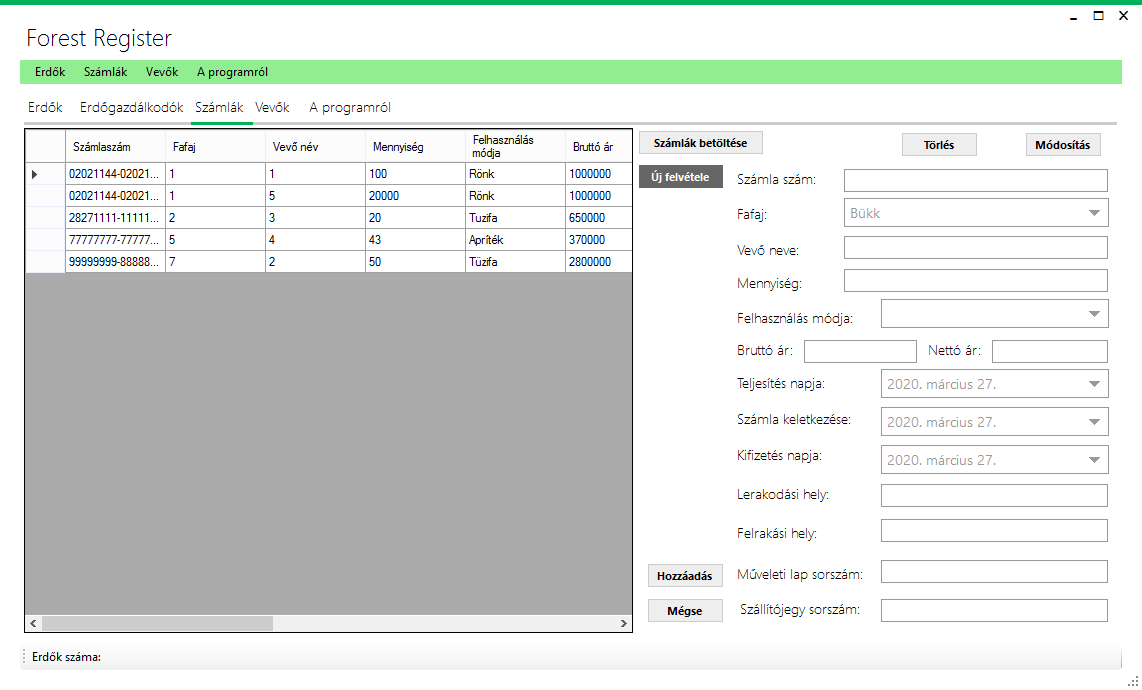 Forest Register
Erdők Számlák Vevők A programról
Erdők Erdőgazdálkodók Számlák Vevők A programról
Számlaszám Fafaj Vevő név Mennyiség Felhasználás módja Bruttó ár
02021144-02021... 1 1 100 Rönk 1000000
02021144-02021... 1 5 20000 Rönk 1000000
28271111-11111... 2 3 20 Tuzifa 650000
77777777-77777... 5 4 43 Apríték 370000
99999999-88888... 7 2 50 Tüzifa 2800000
Számlák betöltése Törlés Módosítás
Új felvétele
Számla szám:
Fafaj: Bükk
Vevő neve:
Mennyiség:
Felhasználás módja:
Bruttó ár: Nettó ár:
Teljesítés napja: 2020. március 27.
Számla keletkezése: 2020. március 27.
Kifizetés napja: 2020. március 27.
Lerakodási hely:
Felrakási hely:
Hozzáadás Műveleti lap sorszám:
Mégse Szállítójegy sorszám:
Erdők száma: